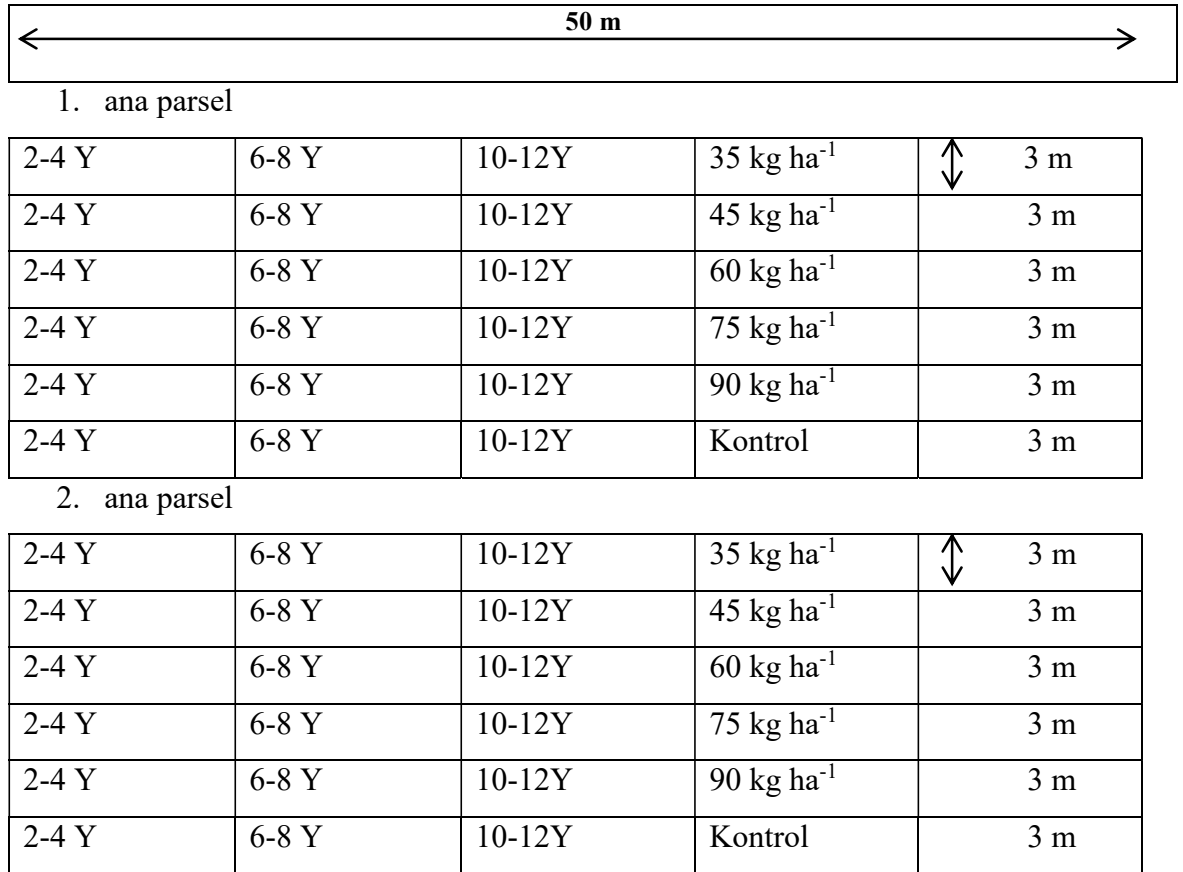 50 m
1. ana parsel
2-4 Y 6-8 Y 10-12Y 35 kg ha-1 3 m
2-4 Y 6-8 Y 10-12Y 45 kg ha-1 3 m
2-4 Y 6-8 Y 10-12Y 60 kg ha-1 3 m
2-4 Y 6-8 Y 10-12Y 75 kg ha-1 3 m
2-4 Y 6-8 Y 10-12Y 90 kg ha-1 3 m
2-4 Y 6-8 Y 10-12Y Kontrol 3 m
2. ana parsel
2-4 Y 6-8 Y 10-12Y 35 kg ha-1 3 m
2-4 Y 6-8 Y 10-12Y 45 kg ha-1 3 m
2-4 Y 6-8 Y 10-12Y 60 kg ha-1 3 m
2-4 Y 6-8 Y 10-12Y 75 kg ha-1 3 m
2-4 Y 6-8 Y 10-12Y 90 kg ha-1 3 m
2-4 Y 6-8 Y 10-12Y Kontrol 3 m